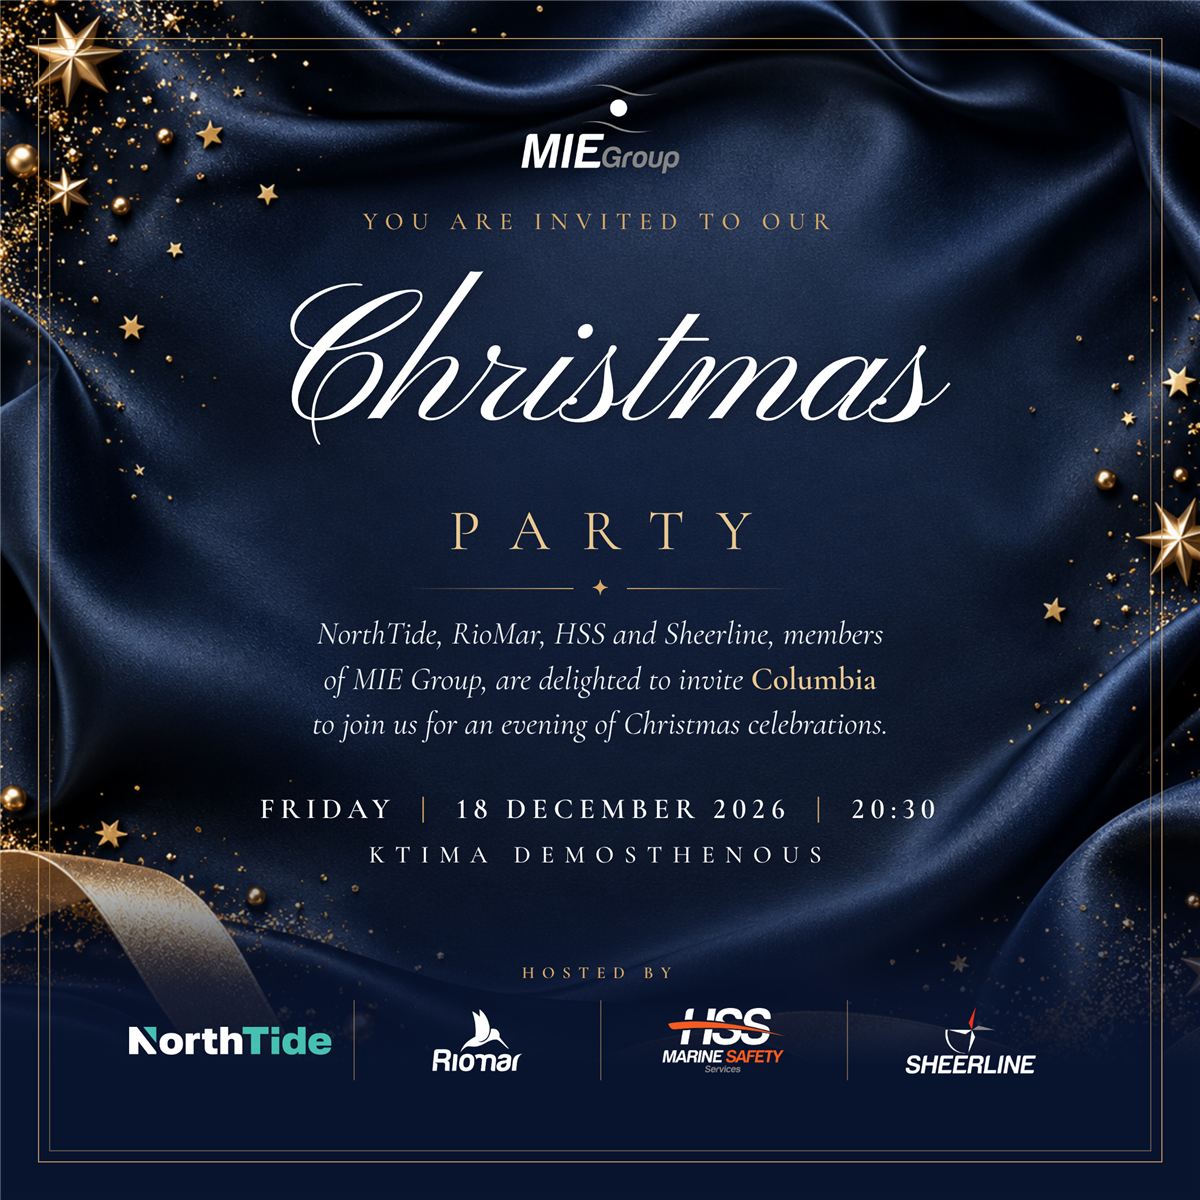 MIE Group
YOU ARE INVITED TO OUR
Christmas
PARTY
NorthTide, RioMar, HSS and Sheerline, members
of MIE Group, are delighted to invite Columbia
to join us for an evening of Christmas celebrations.
FRIDAY | 18 DECEMBER 2026 | 20:30
KTIMA DEMOSTHENOUS
HOSTED BY
NorthTide
Riomar
HSS
MARINE SAFETY
Services
SHEERLINE